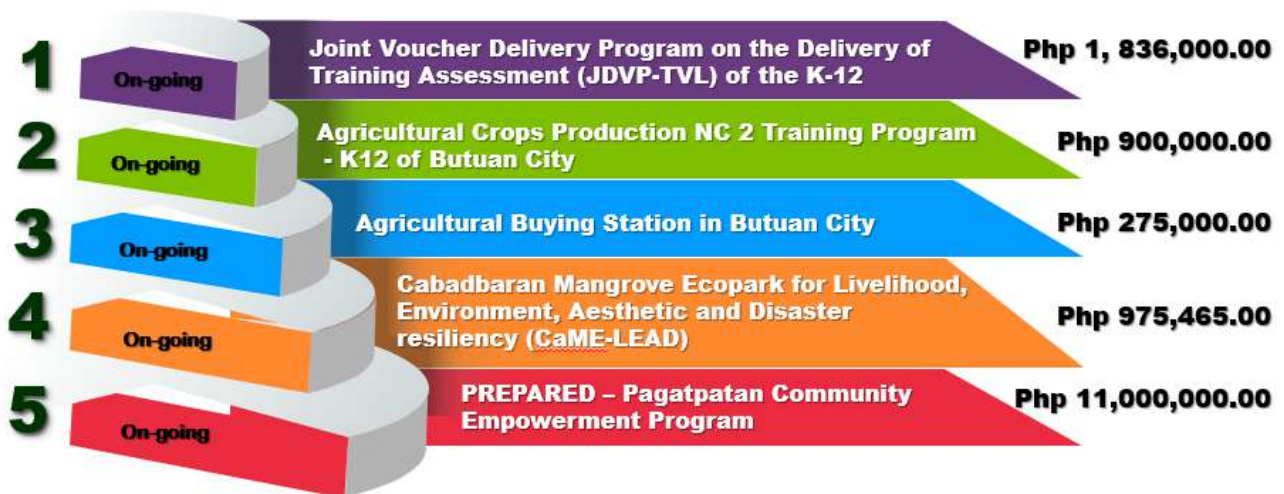 1
On-going
Joint Voucher Delivery Program on the Delivery of
Training Assessment (JDVP-TVL) of the K-12
Php 1, 836,000.00
2
On-going
Agricultural Crops Production NC 2 Training Program
- K12 of Butuan City
Php 900,000.00
3
On-going
Agricultural Buying Station in Butuan City
Php 275,000.00
4
On-going
Cabadbaran Mangrove Ecopark for Livelihood,
Environment, Aesthetic and Disaster
resiliency (CaME-LEAD)
Php 975,465.00
5
On-going
PREPARED – Pagatpatan Community
Empowerment Program
Php 11,000,000.00